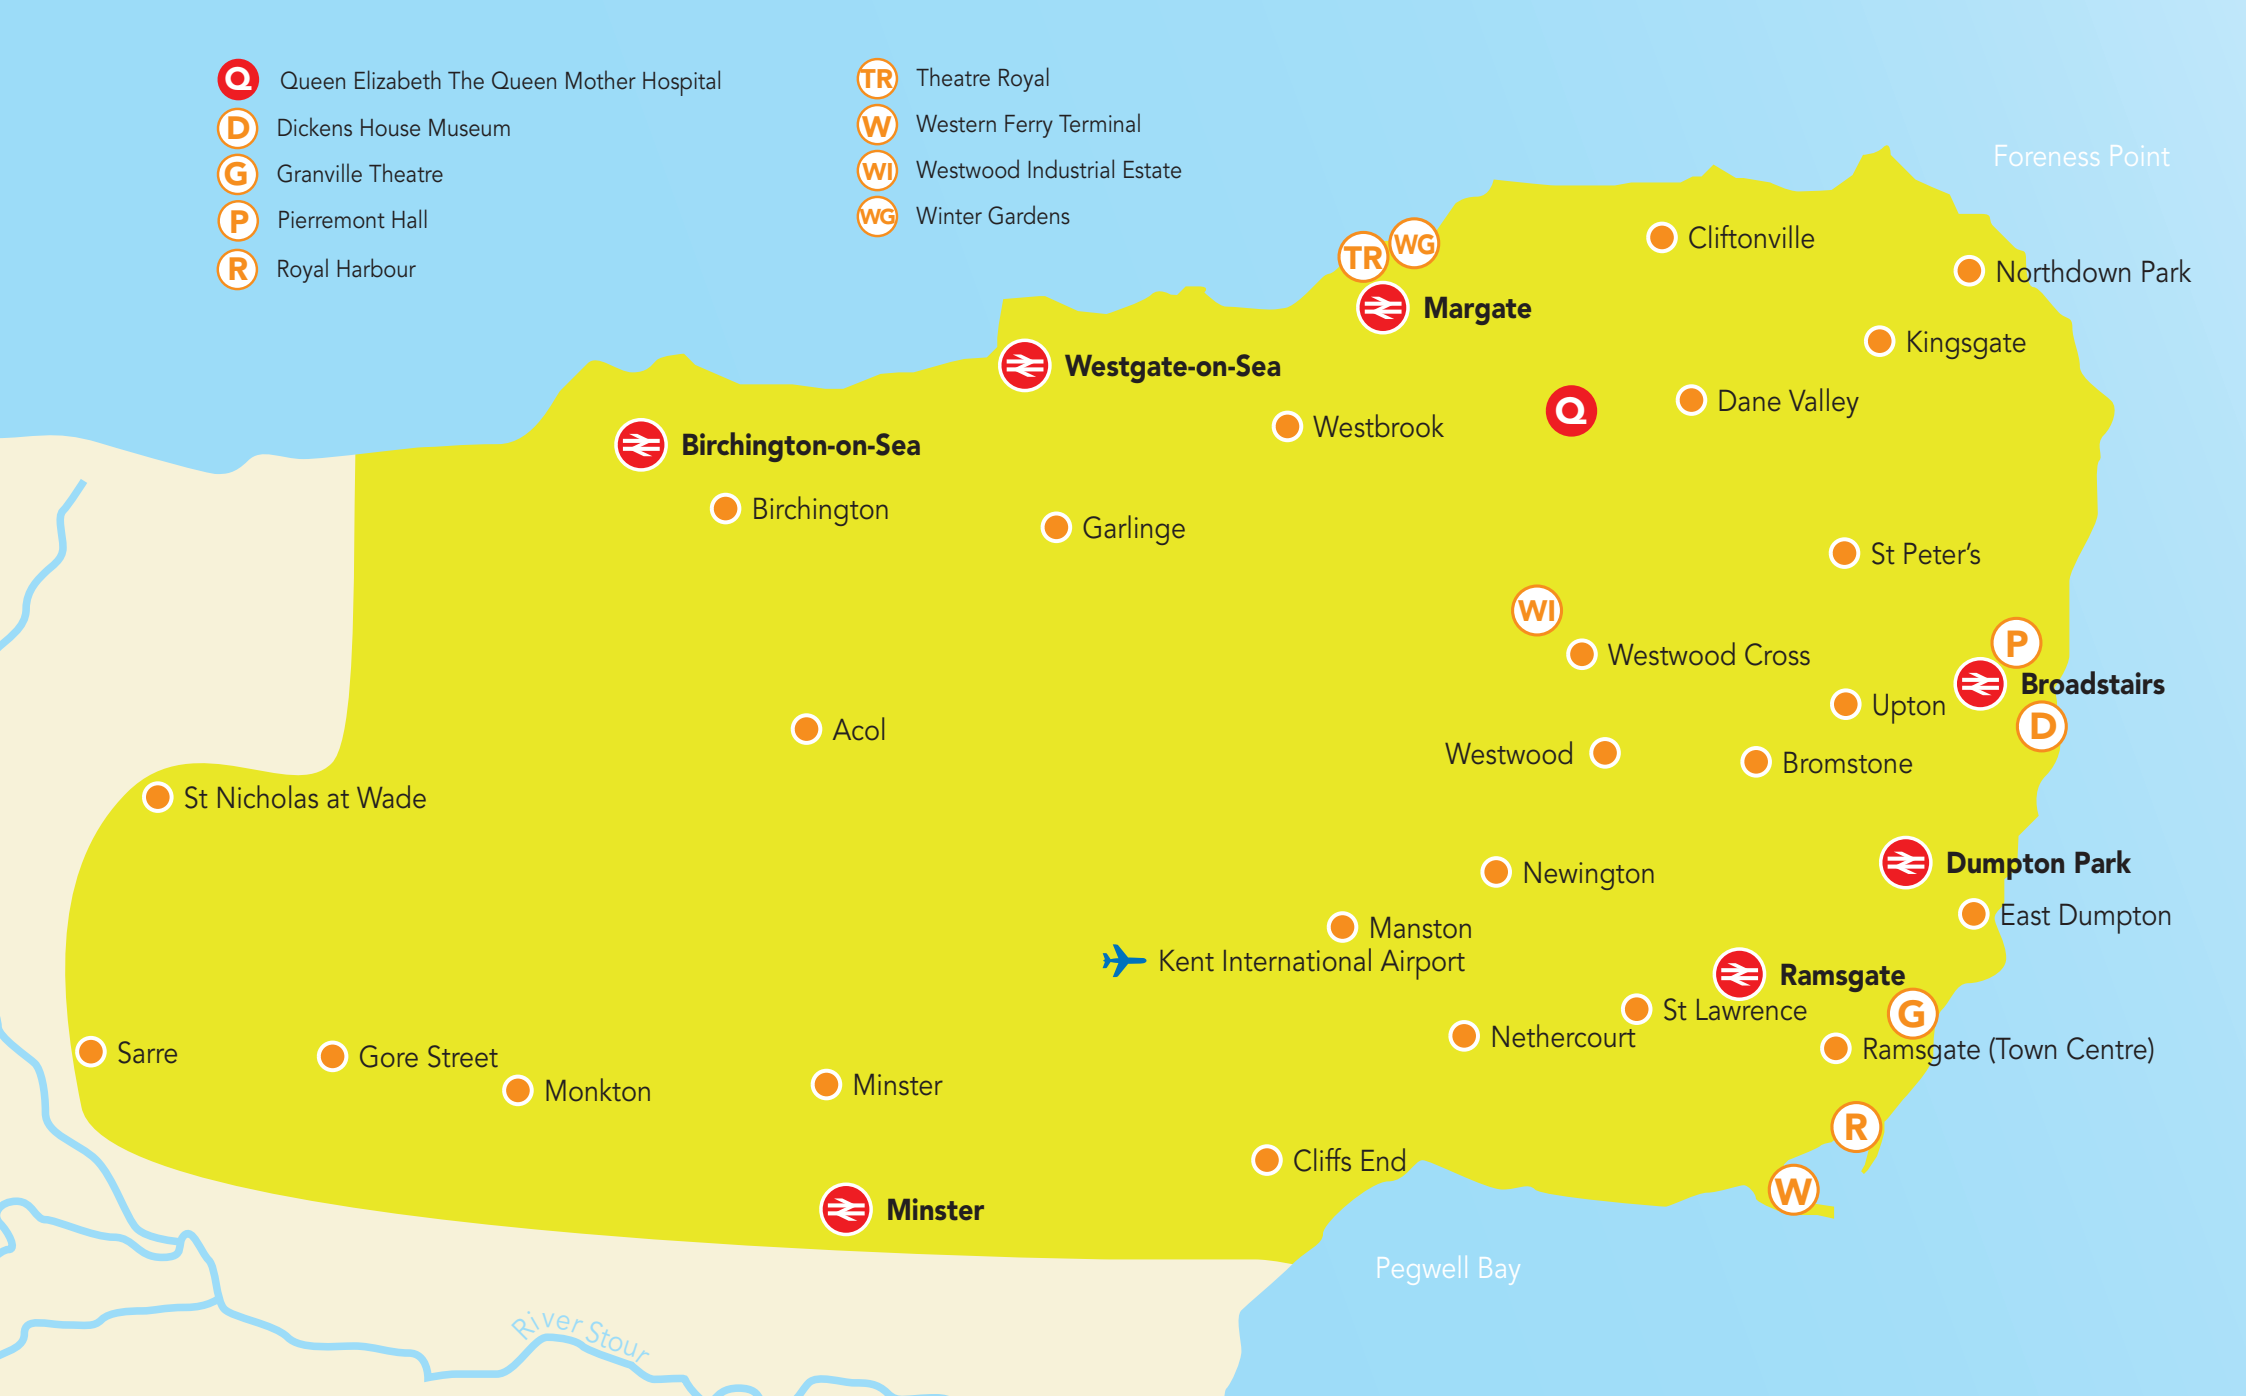 Q Queen Elizabeth The Queen Mother Hospital
D Dickens House Museum
G Granville Theatre
P Pierremont Hall
R Royal Harbour
TR Theatre Royal
W Western Ferry Terminal
WI Westwood Industrial Estate
WG Winter Gardens
Foreness Point
Cliftonville
TR
WG
Northdown Park
Margate
Kingsgate
Westgate-on-Sea
Dane Valley
Q
Westbrook
Birchington-on-Sea
Birchington
Garlinge
St Peter's
WI
P
Westwood Cross
Broadstairs
Upton
D
Acol
Westwood
Bromstone
St Nicholas at Wade
Dumpton Park
Newington
East Dumpton
Manston
Kent International Airport
Ramsgate
St Lawrence
G
Nethercourt
Ramsgate (Town Centre)
Sarre
Gore Street
Monkton
Minster
R
Cliffs End
W
Minster
Pegwell Bay
River Stour